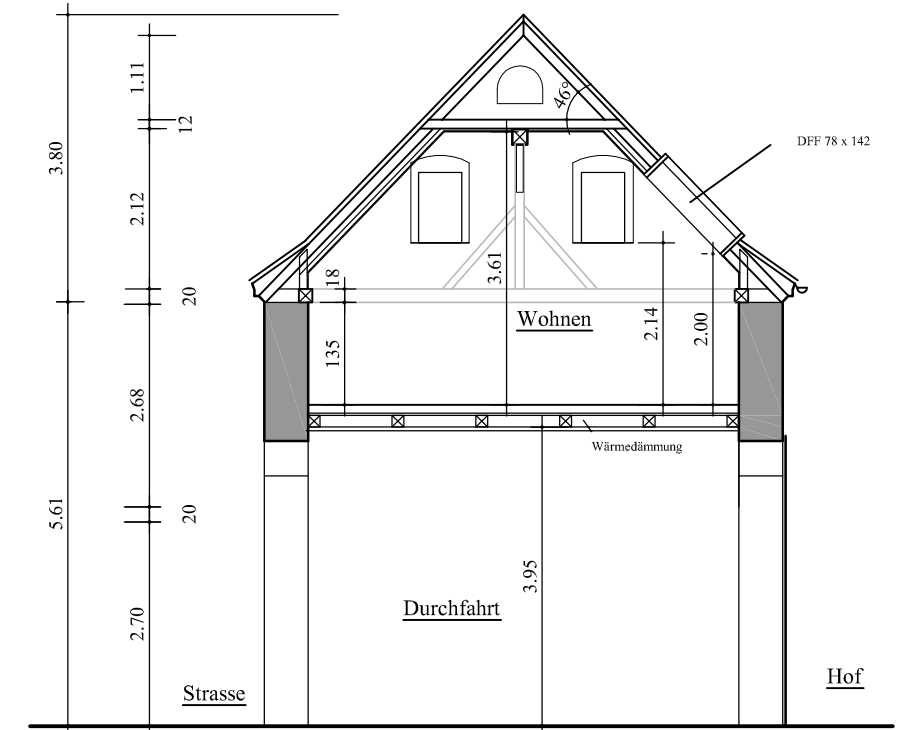 1.11
46°
12
DFF 78 x 142
3.80
2.12
3.61
18
20
Wohnen
2.14
2.00
135
2.68
Wärmedämmung
5.61
20
3.95
Durchfahrt
2.70
Hof
Strasse